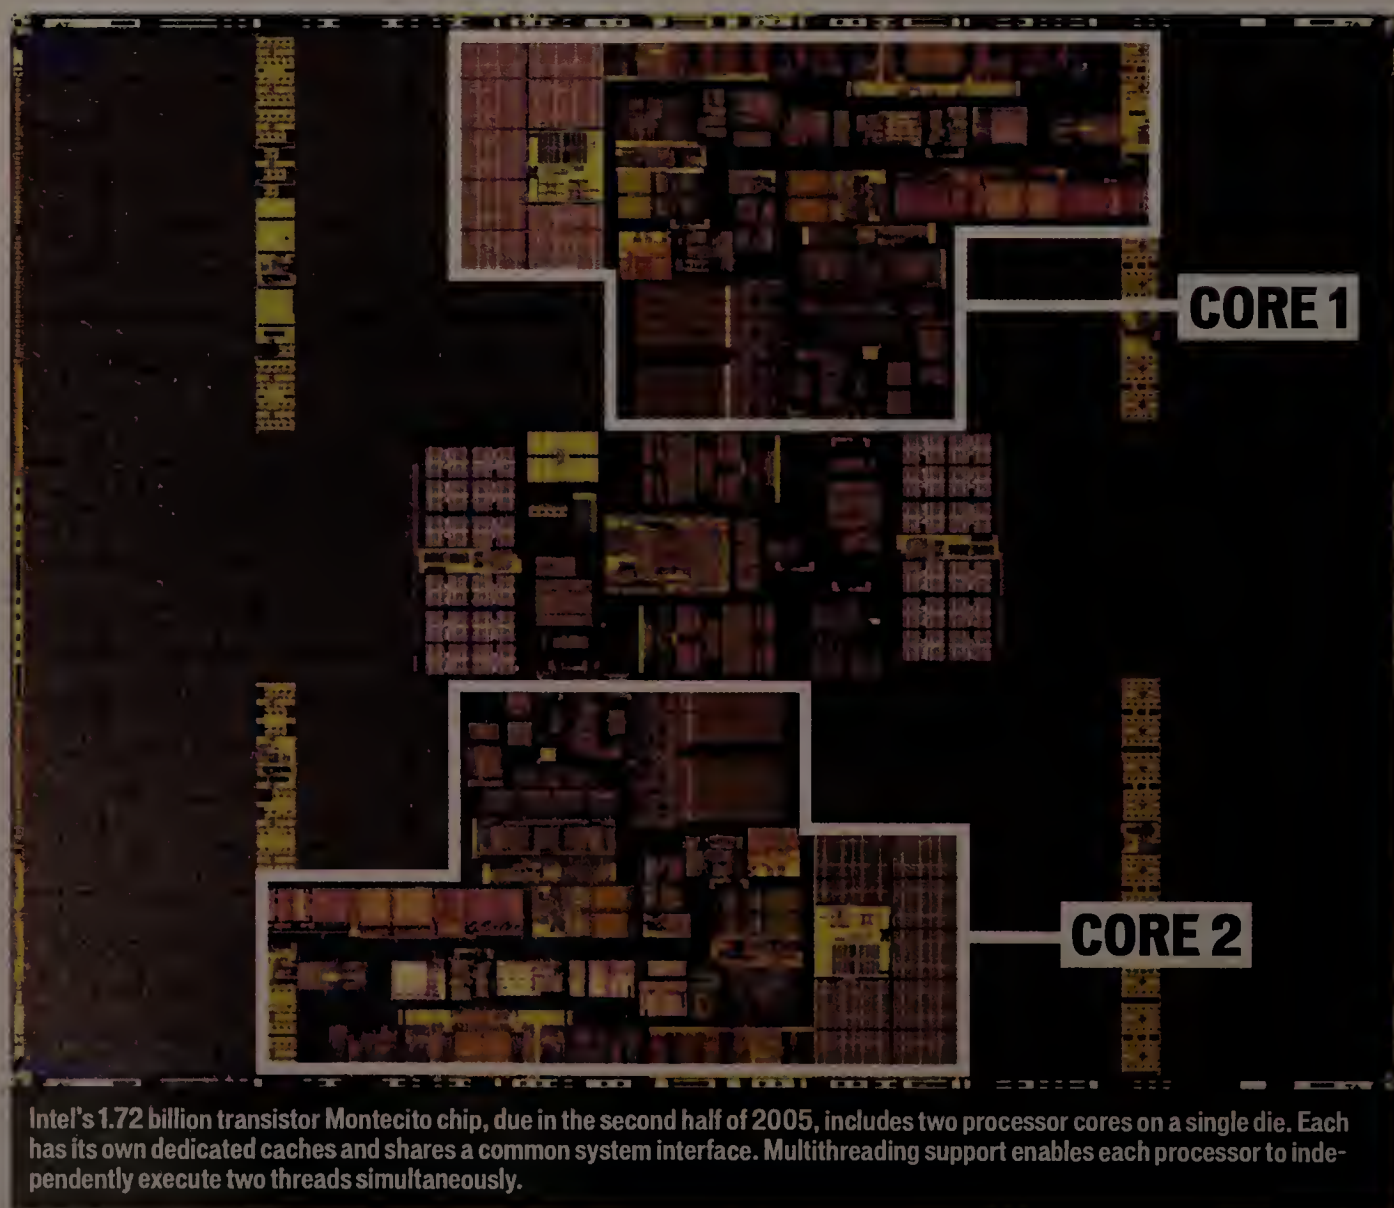 CORE 1
CORE 2
Intel's 1.72 billion transistor Montecito chip, due in the second half of 2005, includes two processor cores on a single die. Each
has its own dedicated caches and shares a common system interface. Multithreading support enables each processor to inde-
pendently execute two threads simultaneously.